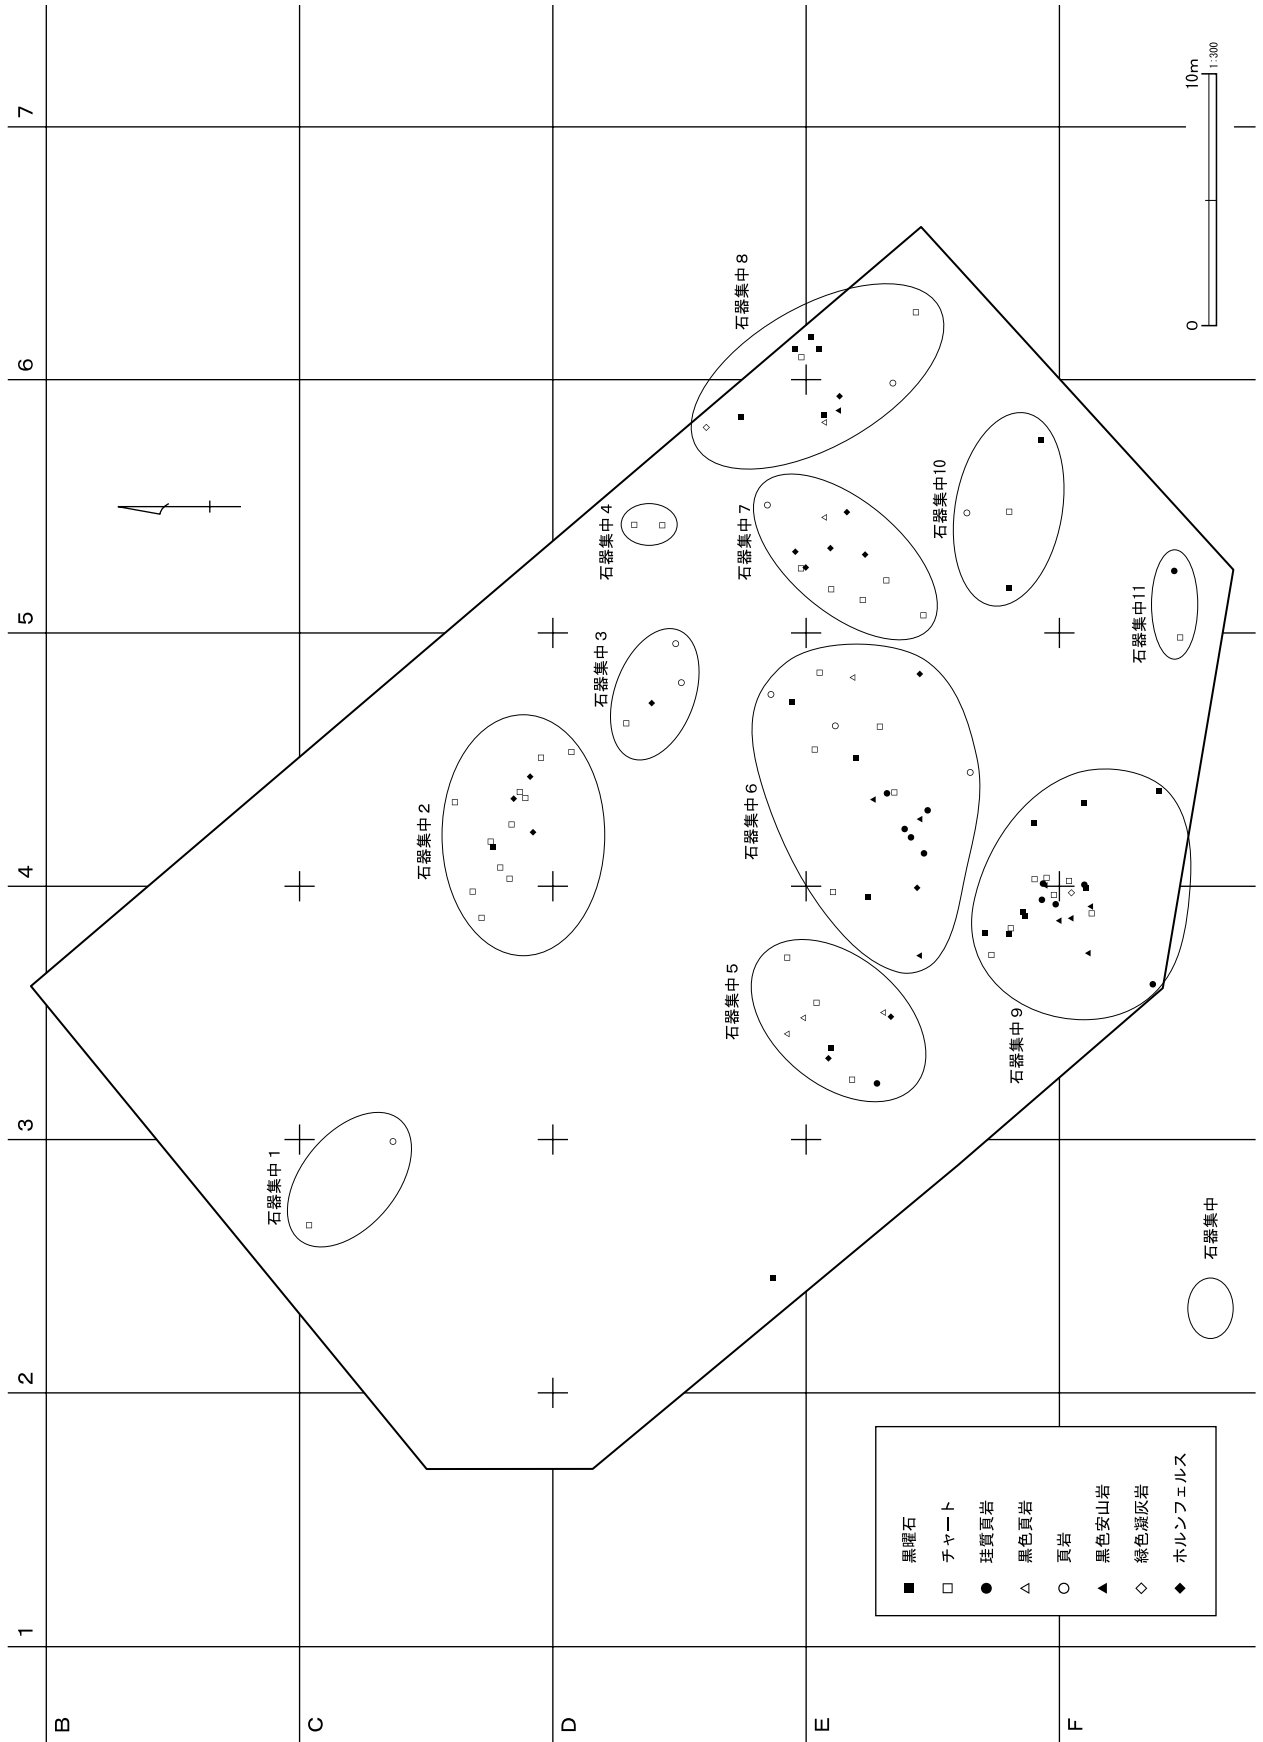 1
2
3
4
5
6
7
B
C
D
E
F
石器集中1
石器集中2
石器集中3
石器集中4
石器集中5
石器集中6
石器集中7
石器集中8
石器集中9
石器集中10
石器集中11
黒曜石
チャート
珪質頁岩
黒色頁岩
頁岩
黒色安山岩
緑色凝灰岩
ホルンフェルス
石器集中
0
10m
1:300